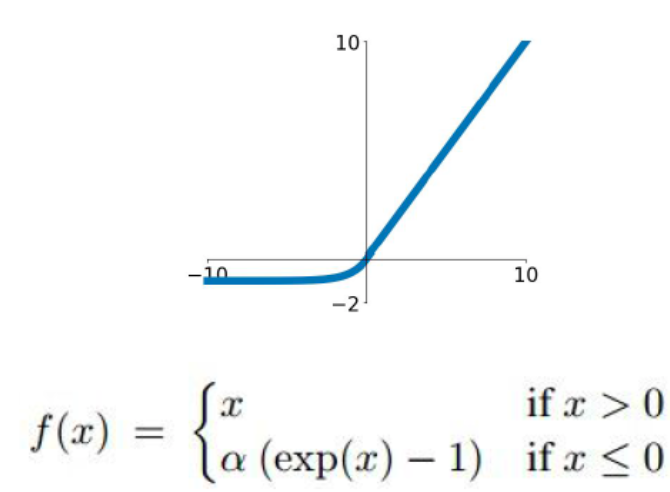 10
−10
10
−2
f(x) = { x if x > 0
α (exp(x) − 1) if x ≤ 0